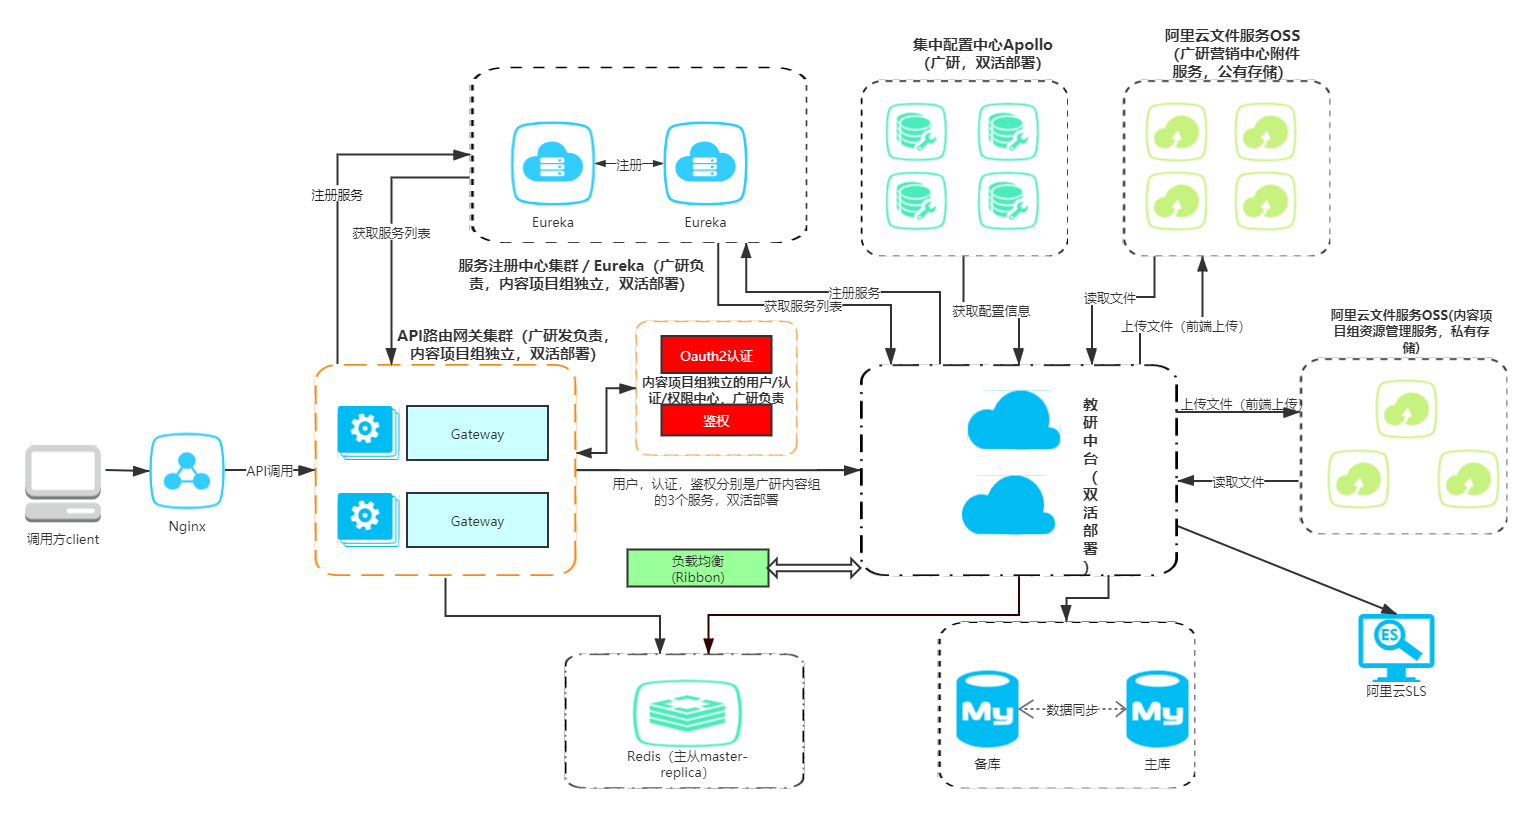 集中配置中心Apollo
(广研，双活部署)
阿里云文件服务OSS
(广研营销中心附件
服务，公有存储)
注册
Eureka
Eureka
注册服务
获取服务列表
服务注册中心集群 / Eureka（广研负
责，内容项目组独立，双活部署)
注册服务
获取服务列表
获取配置信息
读取文件
上传文件（前端上传）
阿里云文件服务OSS(内容项
目组资源管理服务，私有存
储)
API路由网关集群（广研发负责，
内容项目组独立，双活部署)
Oauth2认证
内容项目组独立的用户/认
证/权限中心，广研负责
鉴权
Gateway
Gateway
教
研
中
台
（
双
活
部
署
)
上传文件（前端上传）
读取文件
调用方client
Nginx
API调用
用户，认证，鉴权分别是广研内容组
的3个服务，双活部署
负载均衡
(Ribbon)
Redis（主从master-
replica）
My
My
数据同步
备库
主库
ES
阿里云SLS